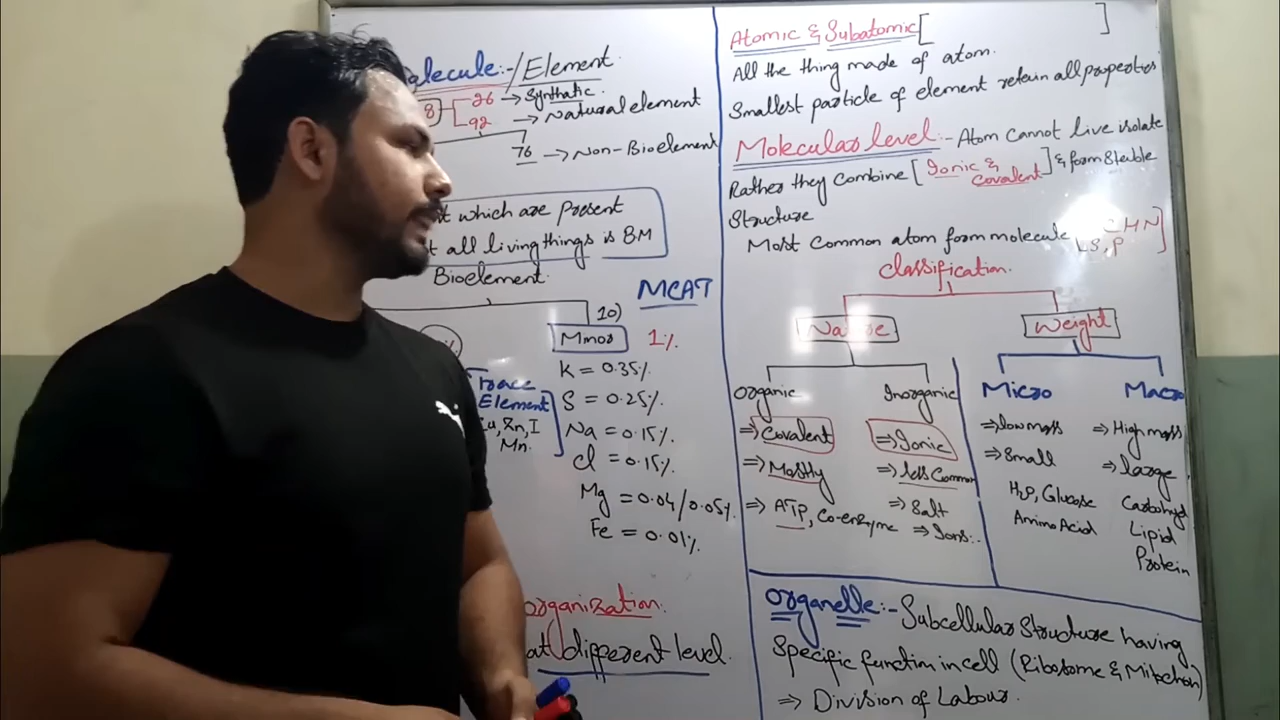 alecule:-/Element
8 26 → Synthatic.
92 → Natural element
76 → Non-Bioelement
t which are present
t all living things is BM
Bioelement
MCAT
10)
Minor 1%.
K = 0.35%.
Trace
Element
S = 0.25%.
Zn, I
Mn.
Na = 0.15%.
Cl = 0.15%.
Mg = 0.04/0.05%.
Fe = 0.01%.
organization.
at different level.
Atomic & Subatomic [ ]
All the thing made of atom.
Smallest particle of element retain all properties
Molecular level:- Atom cannot live isolate
Rather they combine [Ionic & covalent] & form Stable
Structure
Most Common atom form molecule CHN
S, P]
classification.
Nature Weight
Organic Inorganic Micro Macro
⇒ Covalent ⇒ Ionic ⇒ low mass ⇒ High mass
⇒ Mostly ⇒ less Common ⇒ Small ⇒ large
⇒ ATP, Co-enzyme ⇒ Salt
⇒ Ions:.
H₂O, Glucose
Amino Acid
Carbohyd
Lipid
Protein
Organelle:- Subcellular Structure having
Specific function in cell (Ribosome & Mitochon)
⇒ Division of Labour.